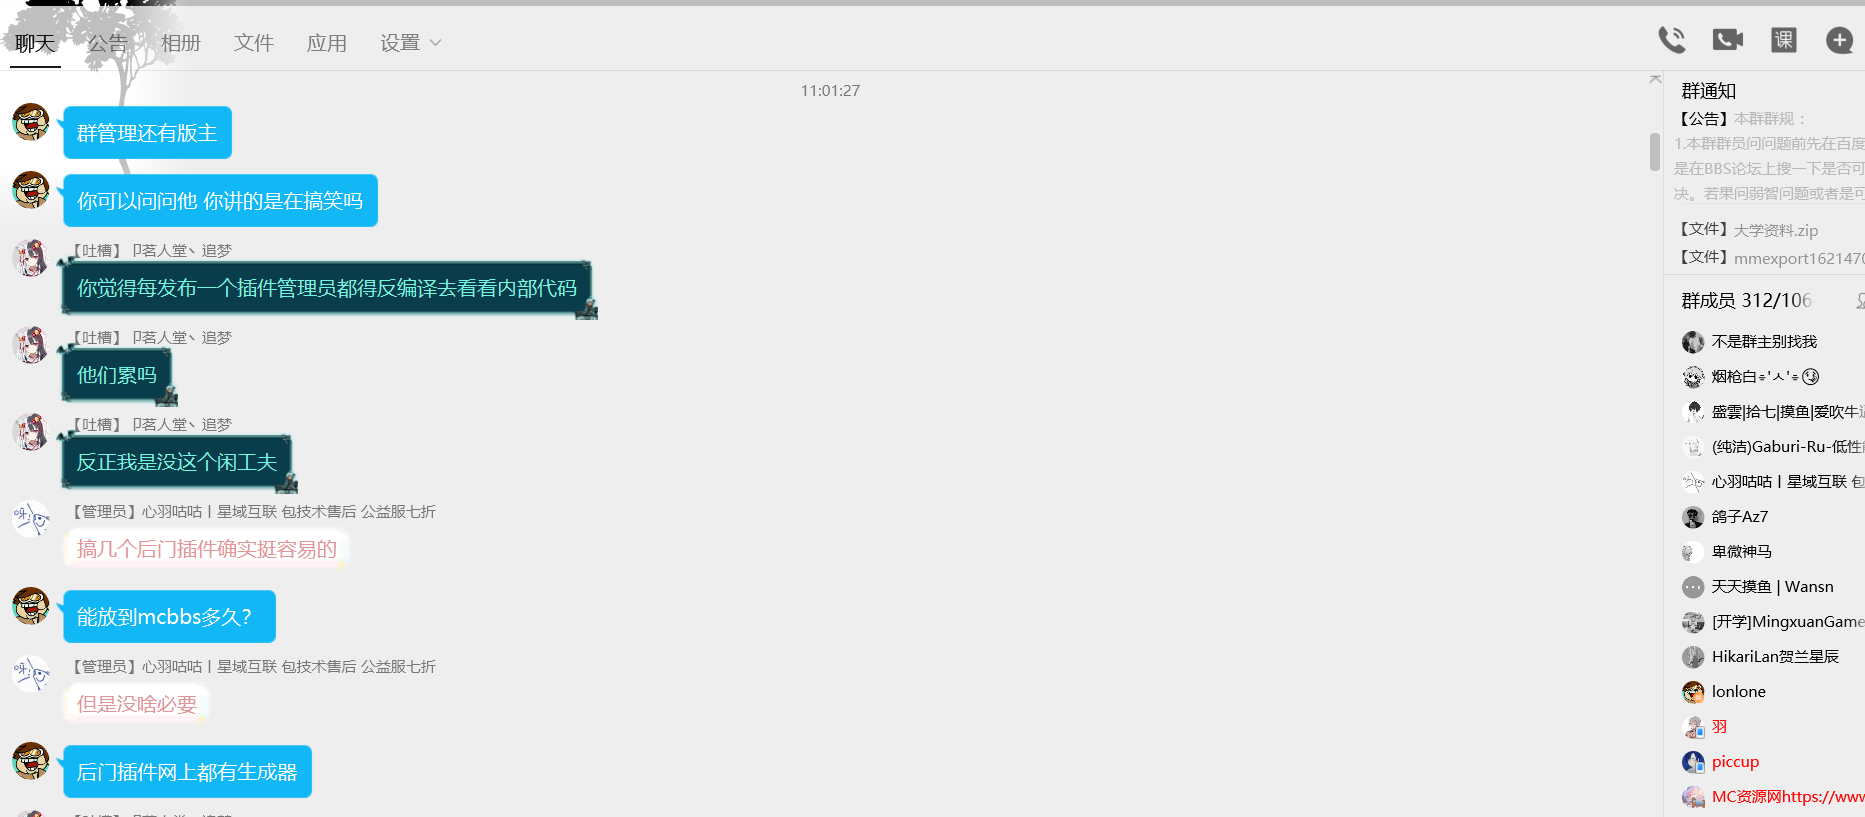 聊天 公告 相册 文件 应用 设置
课
11:01:27
群管理还有版主
你可以问问他 你讲的是在搞笑吗
【吐槽】卩茗人堂丶追梦
你觉得每发布一个插件管理员都得反编译去看看内部代码
【吐槽】卩茗人堂丶追梦
他们累吗
【吐槽】卩茗人堂丶追梦
反正我是没这个闲工夫
【管理员】心羽咕咕丨星域互联 包技术售后 公益服七折
搞几个后门插件确实挺容易的
能放到mcbbs多久?
【管理员】心羽咕咕丨星域互联 包技术售后 公益服七折
但是没啥必要
后门插件网上都有生成器
群通知
【公告】本群群规：
1.本群群员问问题前先在百度
是在BBS论坛上搜一下是否可
决。若果问弱智问题或者是可
【文件】大学资料.zip
【文件】mmexport1621470
群成员 312/106
不是群主别找我
烟枪白
盛雲|拾七|摸鱼|爱吹牛
(纯洁)Gaburi-Ru-低性
心羽咕咕丨星域互联 包
鸽子Az7
卑微神马
天天摸鱼 | Wansn
[开学]MingxuanGame
HikariLan贺兰星辰
lonlone
羽
piccup
MC资源网https://www